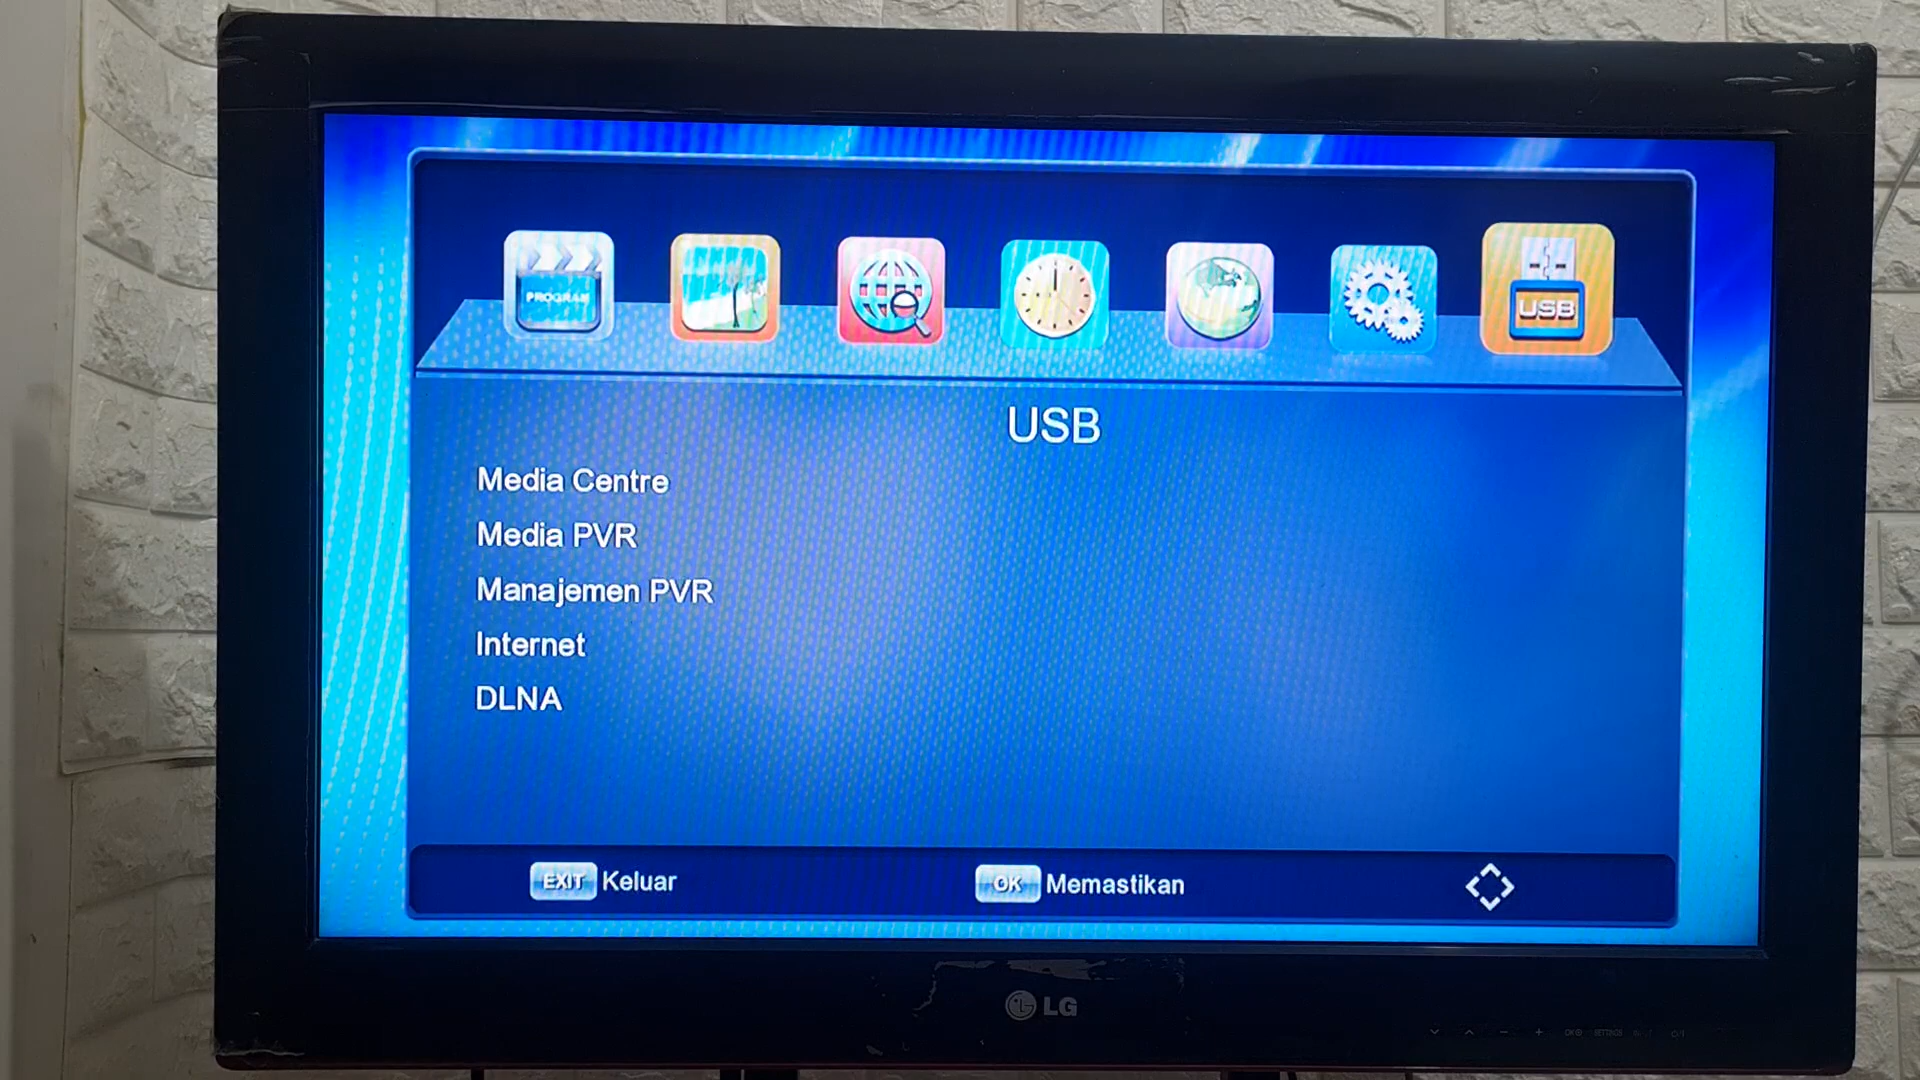 PROGRAM
USB
USB
Media Centre
Media PVR
Manajemen PVR
Internet
DLNA
EXIT Keluar
OK Memastikan
LG